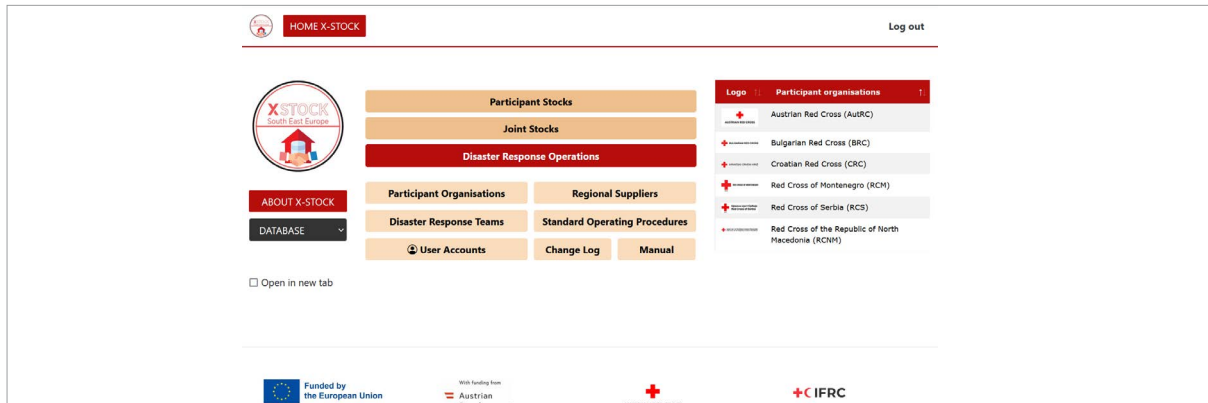 HOME X-STOCK
Log out
XSTOCK
South East Europe
ABOUT X-STOCK
DATABASE
Open in new tab
Participant Stocks
Joint Stocks
Disaster Response Operations
Participant Organisations
Regional Suppliers
Disaster Response Teams
Standard Operating Procedures
User Accounts
Change Log
Manual
Logo
Participant organisations
Austrian Red Cross (AutRC)
Bulgarian Red Cross (BRC)
Croatian Red Cross (CRC)
Red Cross of Montenegro (RCM)
Red Cross of Serbia (RCS)
Red Cross of the Republic of North
Macedonia (RCNM)
Funded by
the European Union
With funding from
Austrian
IFRC